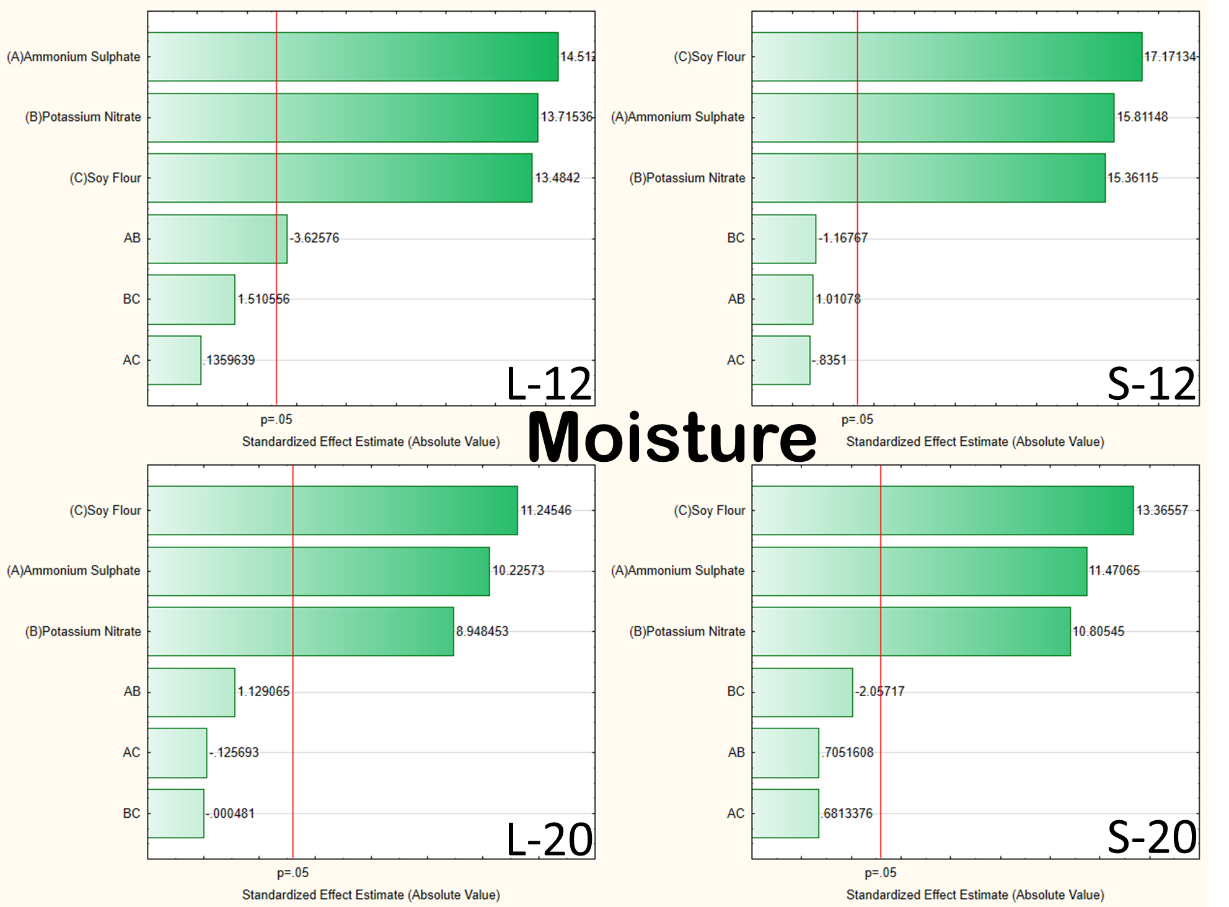 (A)Ammonium Sulphate 14.512
(B)Potassium Nitrate 13.71536
(C)Soy Flour 13.4842
AB -3.62576
BC 1.510556
AC .1359639
L-12
p=.05
Standardized Effect Estimate (Absolute Value)
(C)Soy Flour 17.17134
(A)Ammonium Sulphate 15.81148
(B)Potassium Nitrate 15.36115
BC -1.16767
AB 1.01078
AC -.8351
S-12
p=.05
Standardized Effect Estimate (Absolute Value)
Moisture
(C)Soy Flour 11.24546
(A)Ammonium Sulphate 10.22573
(B)Potassium Nitrate 8.948453
AB 1.129065
AC -.125693
BC -.000481
L-20
p=.05
Standardized Effect Estimate (Absolute Value)
(C)Soy Flour 13.36557
(A)Ammonium Sulphate 11.47065
(B)Potassium Nitrate 10.80545
BC -2.05717
AB .7051608
AC .6813376
S-20
p=.05
Standardized Effect Estimate (Absolute Value)